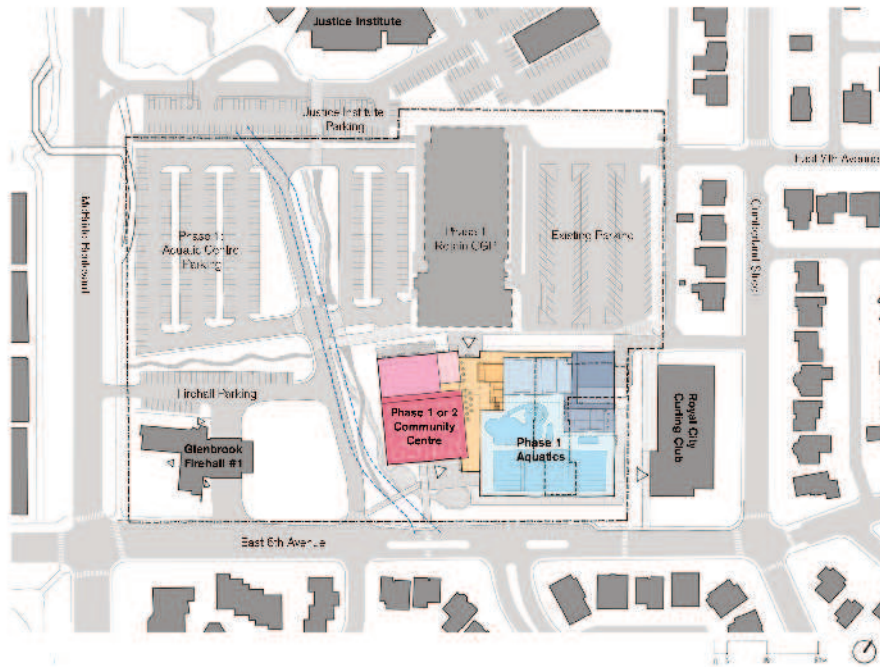 Justice Institute
Justice Institute
Parking
East 7th Avenue
McBride Boulevard
Cumberland Street
Phase 1:
Aquatic Centre
Parking
Phase 1
Retain CGP
Existing Parking
Firehall Parking
Phase 1 or 2
Community
Centre
Phase 1
Aquatics
Royal City
Curling Club
Glenbrook
Firehall #1
East 6th Avenue